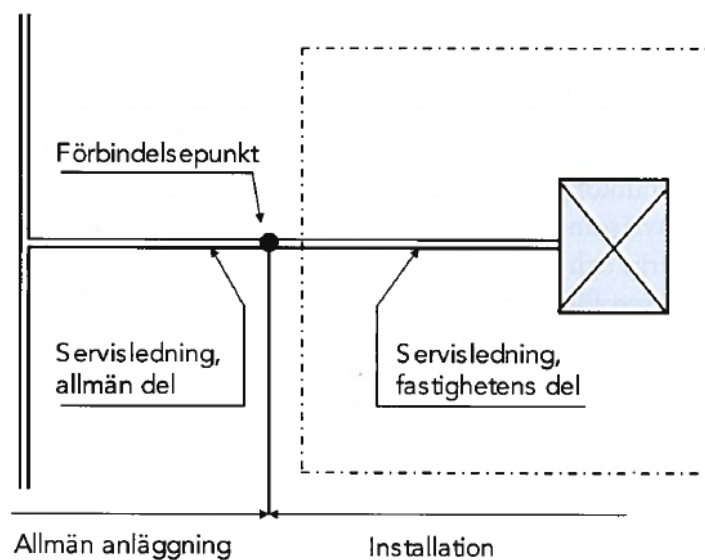 Förbindelsepunkt
Servisledning,
allmän del
Servisledning,
fastighetens del
Allmän anläggning
Installation